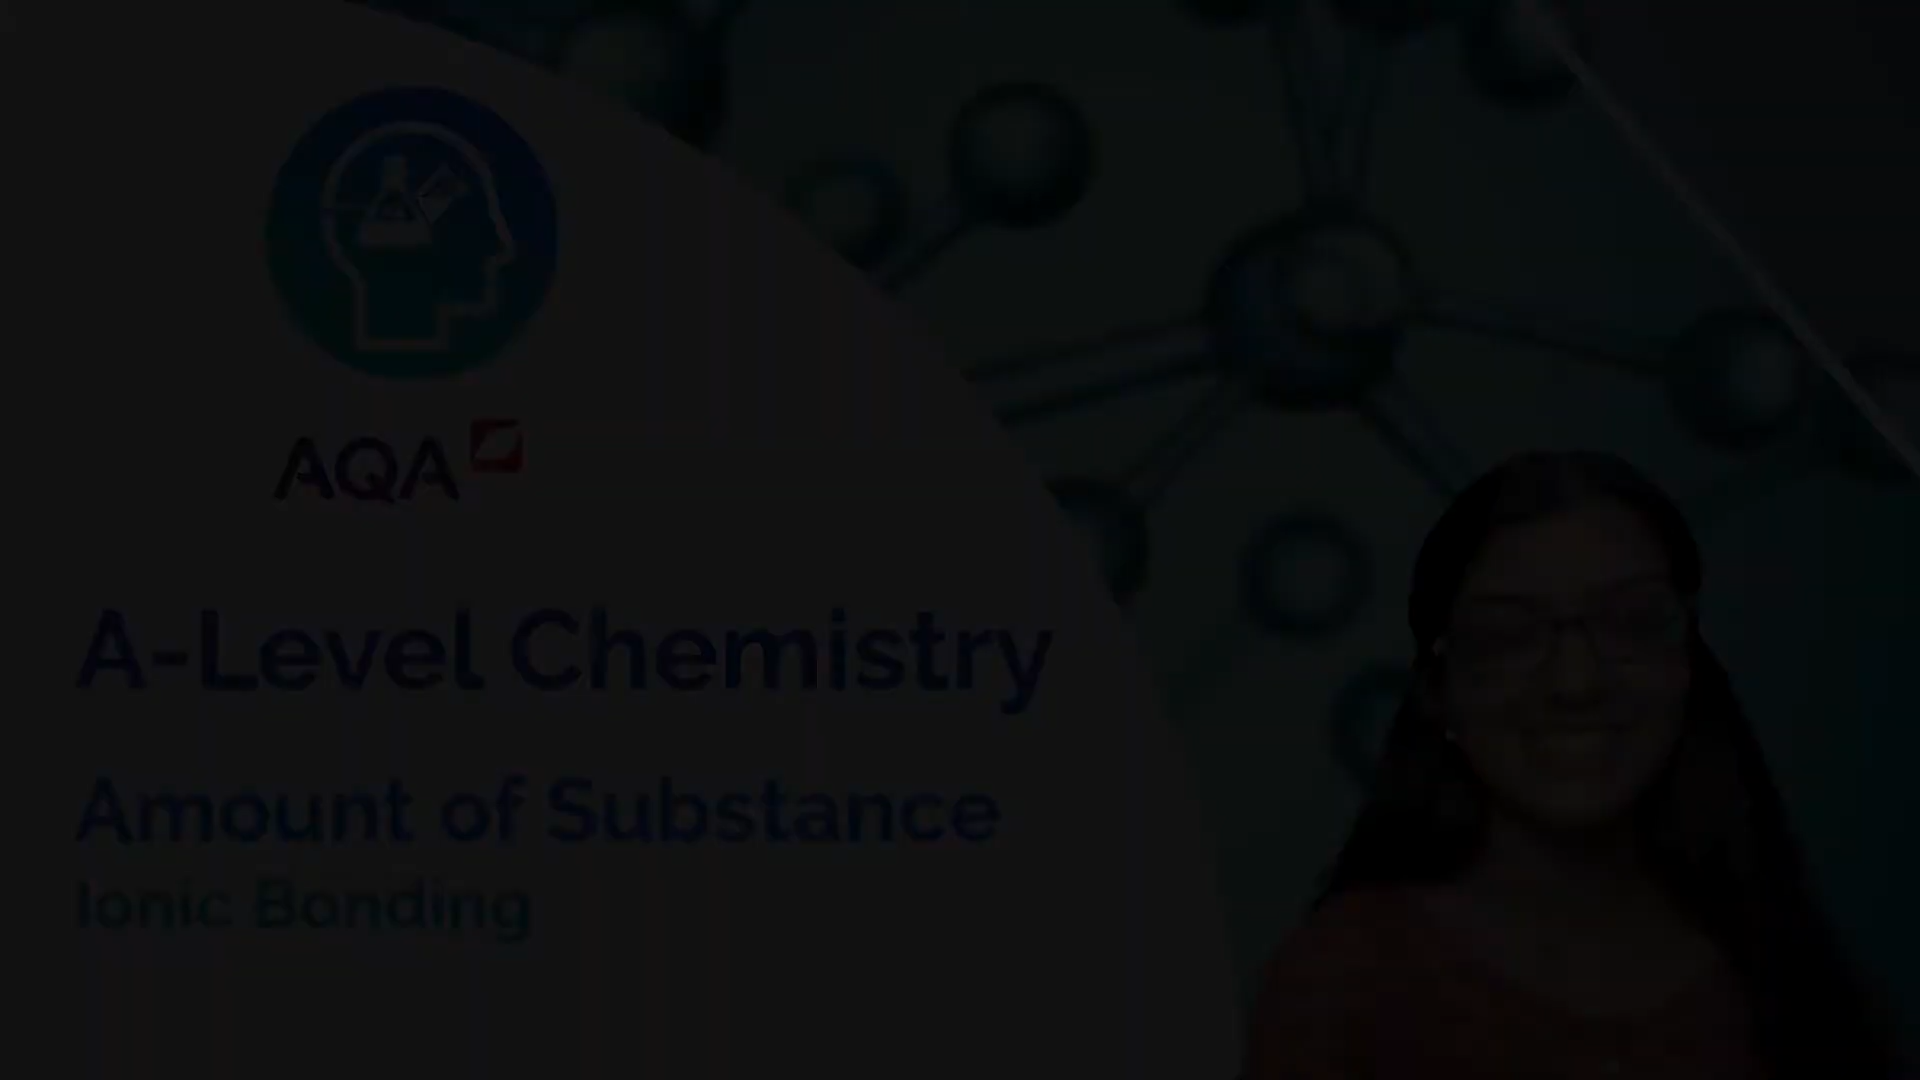 AQA
A-Level Chemistry
Amount of Substance
Ionic Bonding